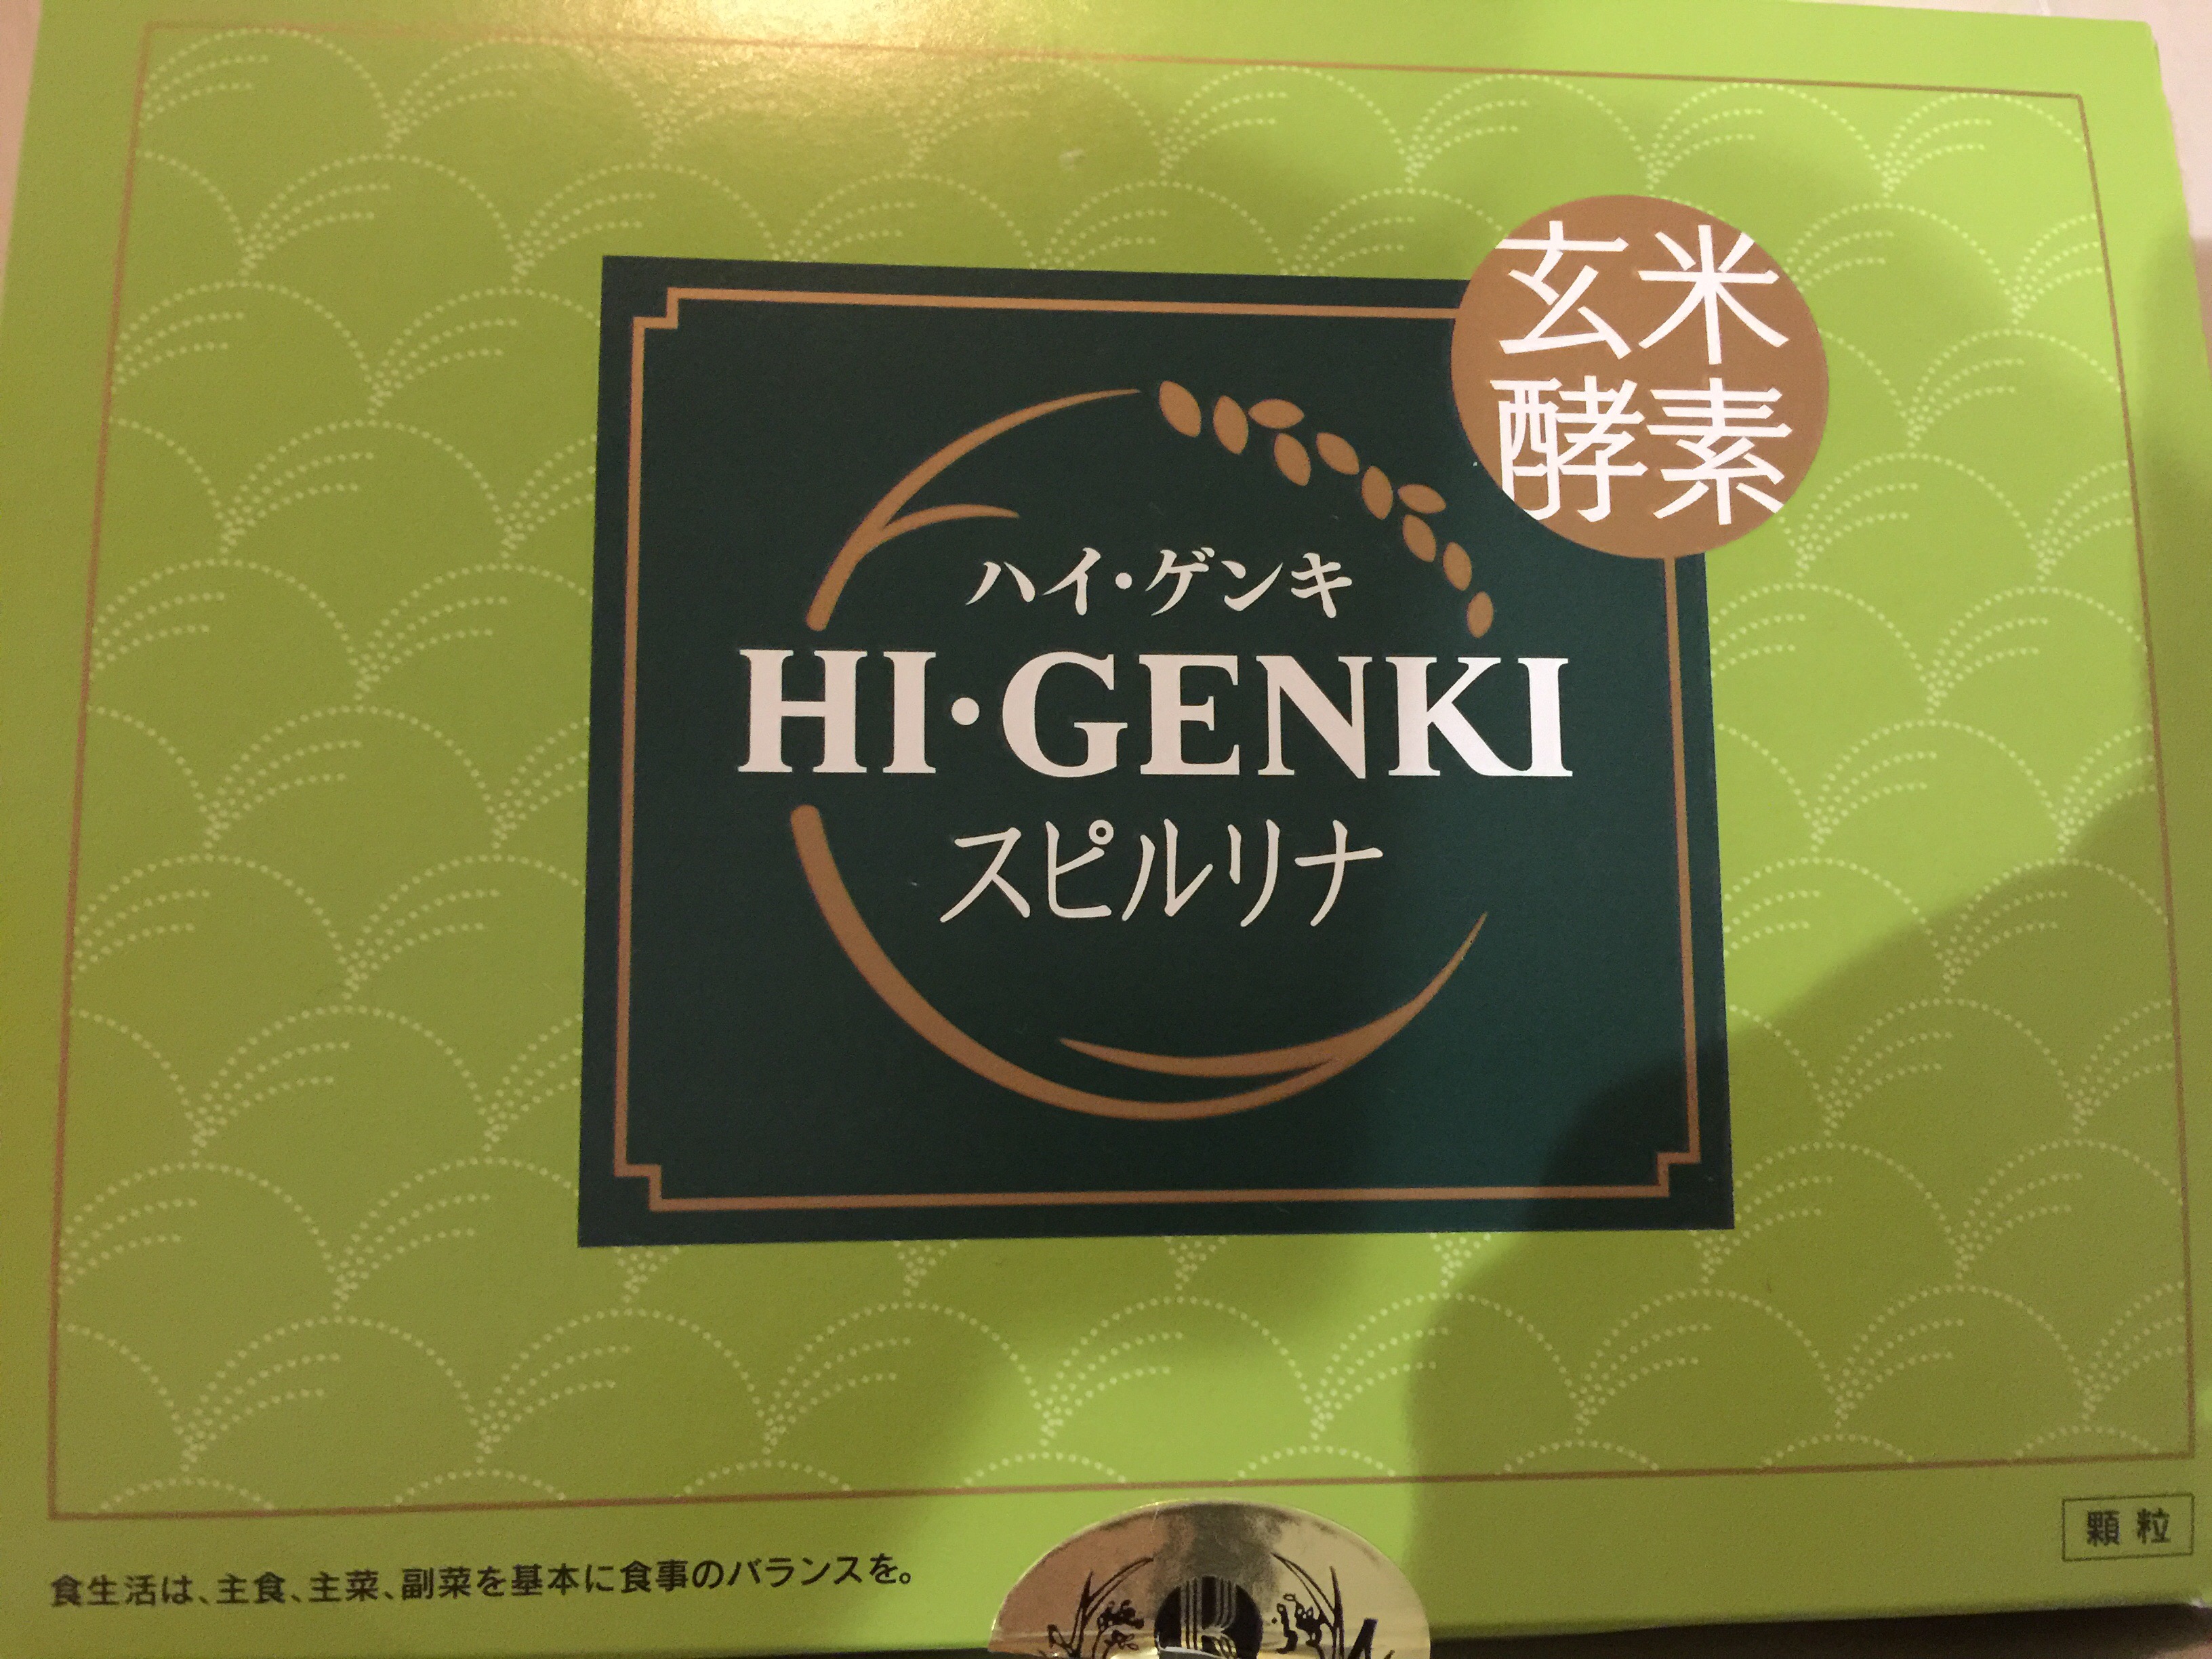 玄米
酵素
ハイ・ゲンキ
HI・GENKI
スピルリナ
顆粒
食生活は、主食、主菜、副菜を基本に食事のバランスを。